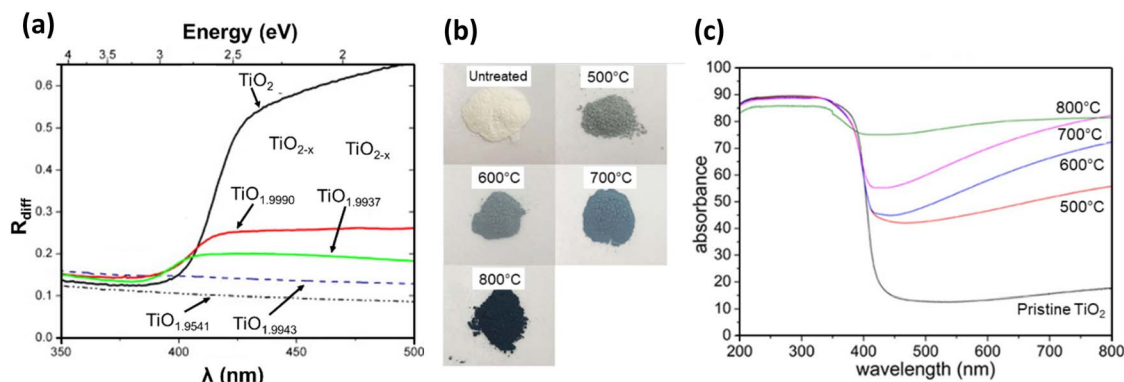 (a)
Energy (eV)
4 3.5 3 2.5 2
0.6
0.5
0.4
0.3
0.2
0.1
0.0
R_diff
TiO₂
TiO₂₋ₓ TiO₂₋ₓ
TiO₁.₉₉₉₀ TiO₁.₉₉₃₇
TiO₁.₉₅₄₁ TiO₁.₉₉₄₃
350 400 450 500
λ (nm)
(b)
Untreated 500°C
600°C 700°C
800°C
(c)
absorbance
100
90
80
70
60
50
40
30
20
10
0
800°C
700°C
600°C
500°C
Pristine TiO₂
200 300 400 500 600 700 800
wavelength (nm)